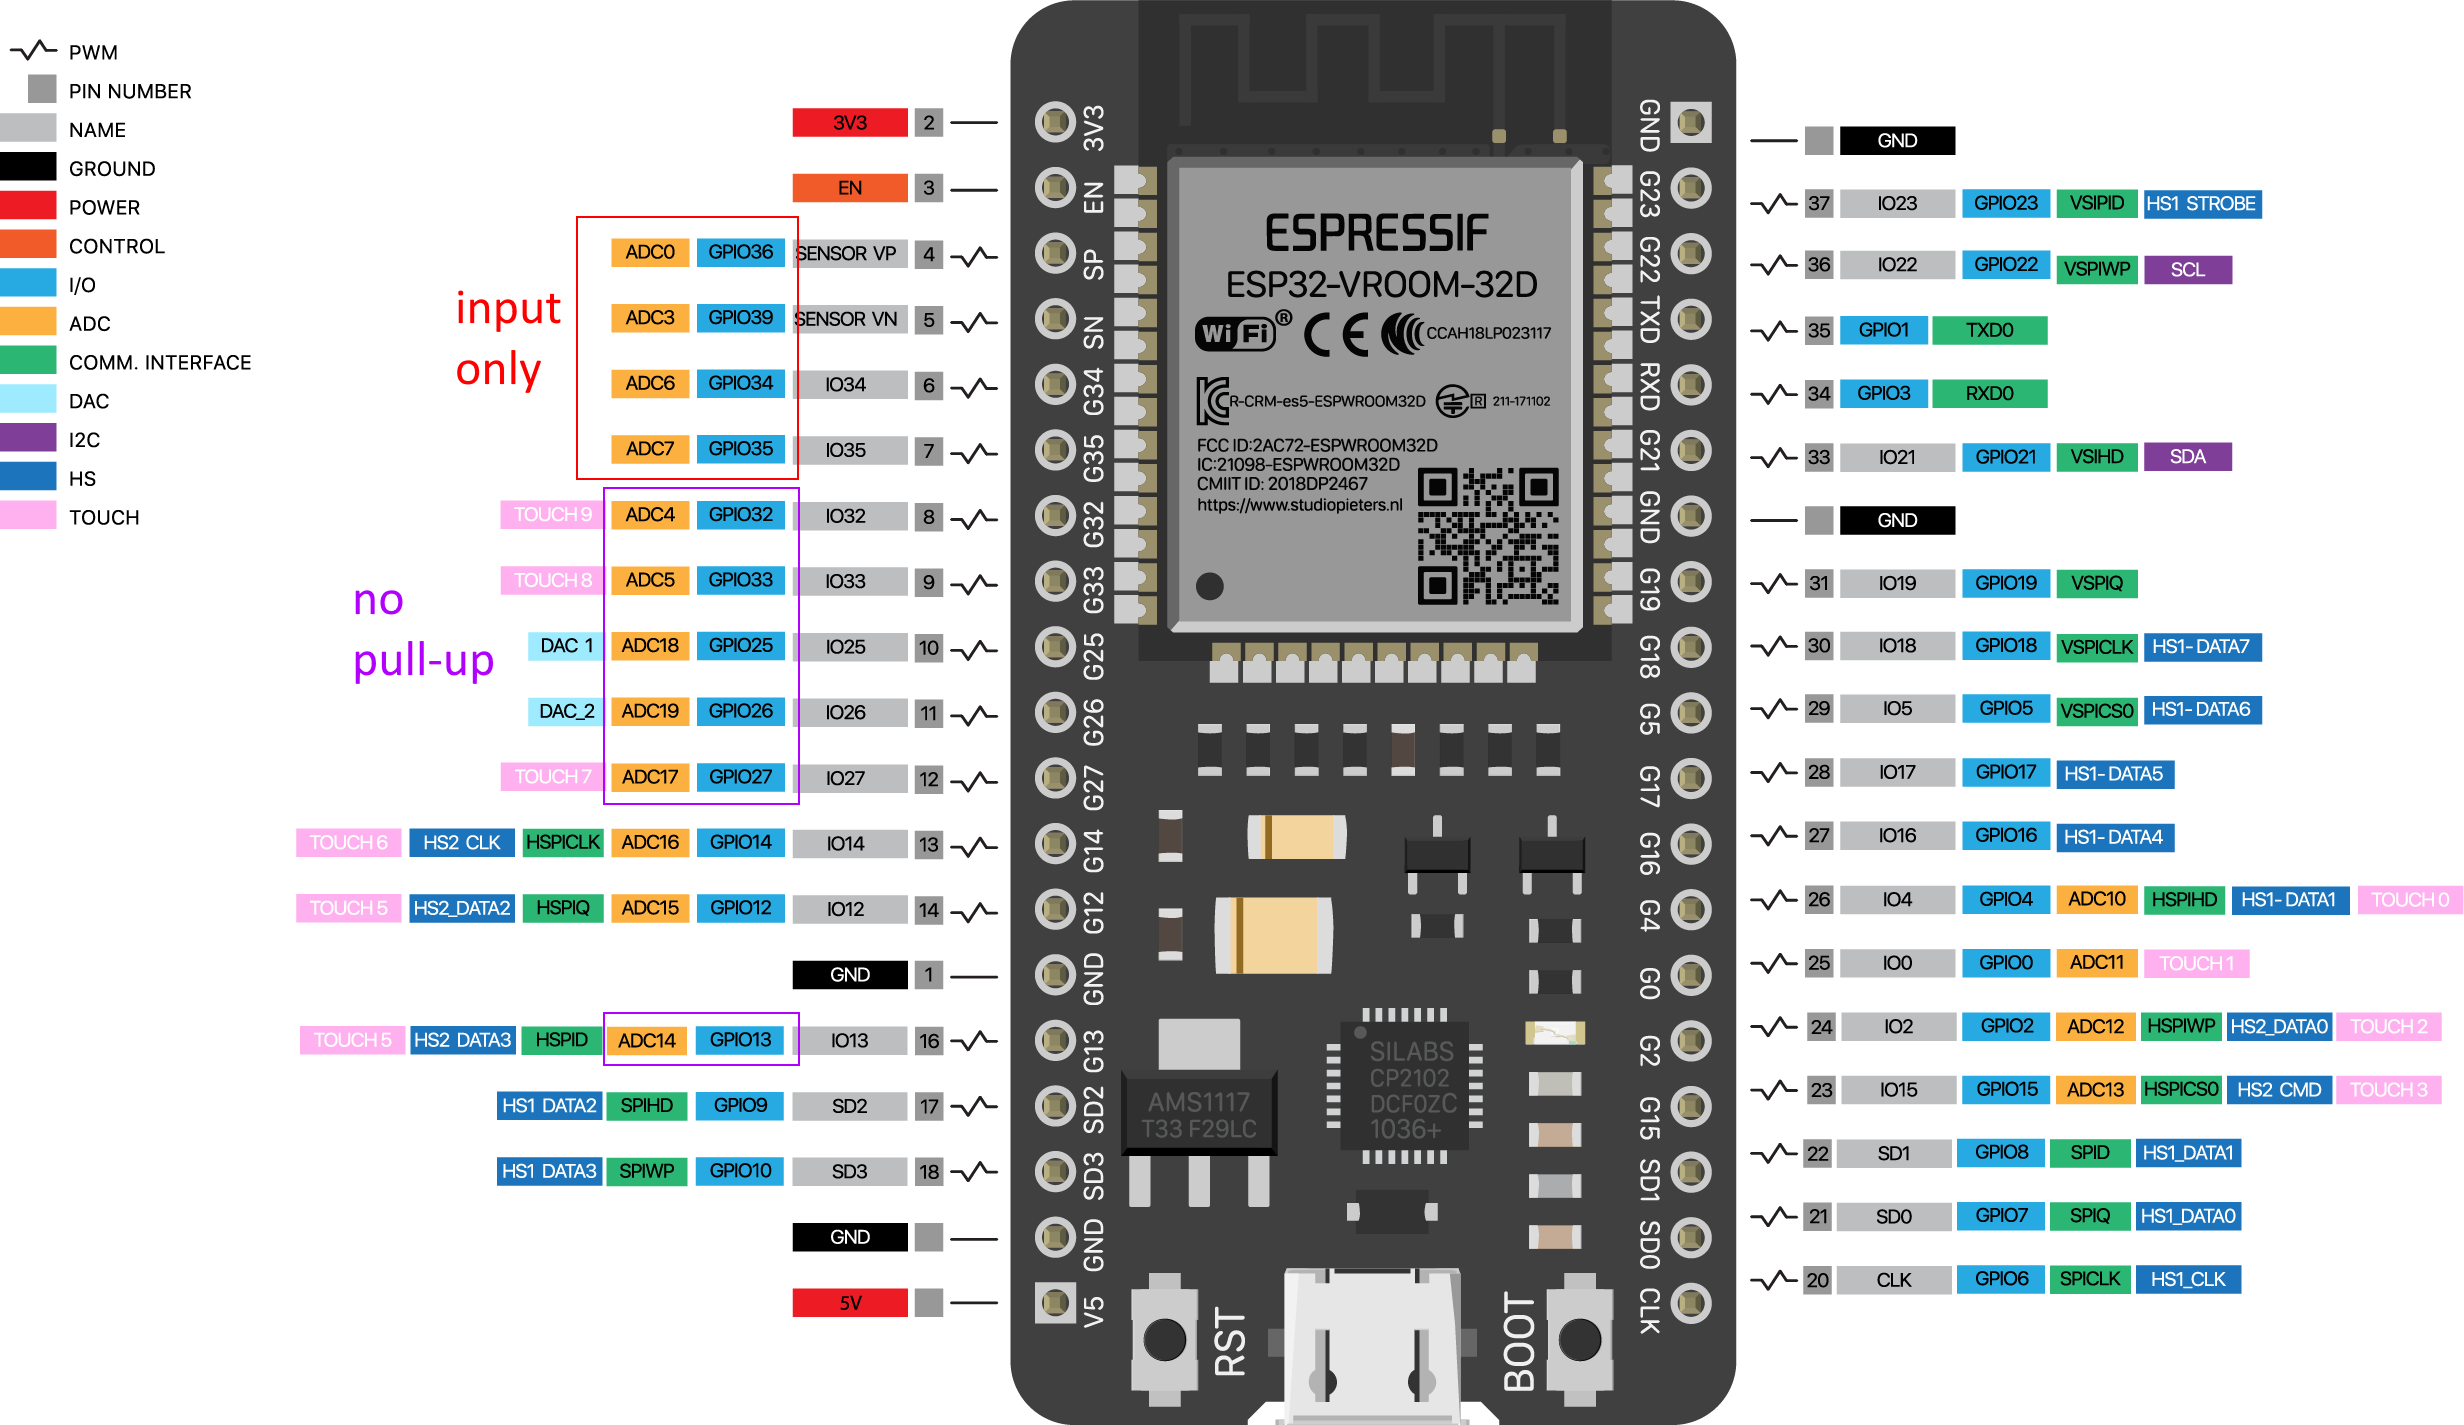 PWM
PIN NUMBER
NAME
GROUND
POWER
CONTROL
I/O
ADC
COMM. INTERFACE
DAC
I2C
HS
TOUCH
input
only
no
pull-up
3V3 2
EN 3
ADC0 GPIO36 SENSOR VP 4
ADC3 GPIO39 SENSOR VN 5
ADC6 GPIO34 IO34 6
ADC7 GPIO35 IO35 7
TOUCH 9 ADC4 GPIO32 IO32 8
TOUCH 8 ADC5 GPIO33 IO33 9
DAC 1 ADC18 GPIO25 IO25 10
DAC_2 ADC19 GPIO26 IO26 11
TOUCH 7 ADC17 GPIO27 IO27 12
TOUCH 6 HS2 CLK HSPICLK ADC16 GPIO14 IO14 13
TOUCH 5 HS2_DATA2 HSPIQ ADC15 GPIO12 IO12 14
GND 1
TOUCH 5 HS2 DATA3 HSPID ADC14 GPIO13 IO13 16
HS1 DATA2 SPIHD GPIO9 SD2 17
HS1 DATA3 SPIWP GPIO10 SD3 18
GND
5V
3V3
EN
SP
SN
G34
G35
G32
G33
G25
G26
G27
G14
G12
GND
G13
SD2
SD3
GND
V5
ESPRESSIF
ESP32-VROOM-32D
WiFi ® CE CCAH18LP023117
R-CRM-es5-ESPWROOM32D R 211-171102
FCC ID:2AC72-ESPWROOM32D
IC:21098-ESPWROOM32D
CMIIT ID: 2018DP2467
https://www.studiopieters.nl
AMS1117
T33 F29LC
SILABS
CP2102
DCF0ZC
1036+
RST
BOOT
GND
G23
G22
TXD
RXD
G21
GND
G19
G18
G5
G17
G16
G4
G0
G2
G15
SD1
SD0
CLK
GND
37 IO23 GPIO23 VSIPID HS1 STROBE
36 IO22 GPIO22 VSPIWP SCL
35 GPIO1 TXD0
34 GPIO3 RXD0
33 IO21 GPIO21 VSIHD SDA
GND
31 IO19 GPIO19 VSPIQ
30 IO18 GPIO18 VSPICLK HS1-DATA7
29 IO5 GPIO5 VSPICS0 HS1-DATA6
28 IO17 GPIO17 HS1-DATA5
27 IO16 GPIO16 HS1-DATA4
26 IO4 GPIO4 ADC10 HSPIHD HS1-DATA1 TOUCH 0
25 IO0 GPIO0 ADC11 TOUCH 1
24 IO2 GPIO2 ADC12 HSPIWP HS2_DATA0 TOUCH 2
23 IO15 GPIO15 ADC13 HSPICS0 HS2 CMD TOUCH 3
22 SD1 GPIO8 SPID HS1_DATA1
21 SD0 GPIO7 SPIQ HS1_DATA0
20 CLK GPIO6 SPICLK HS1_CLK